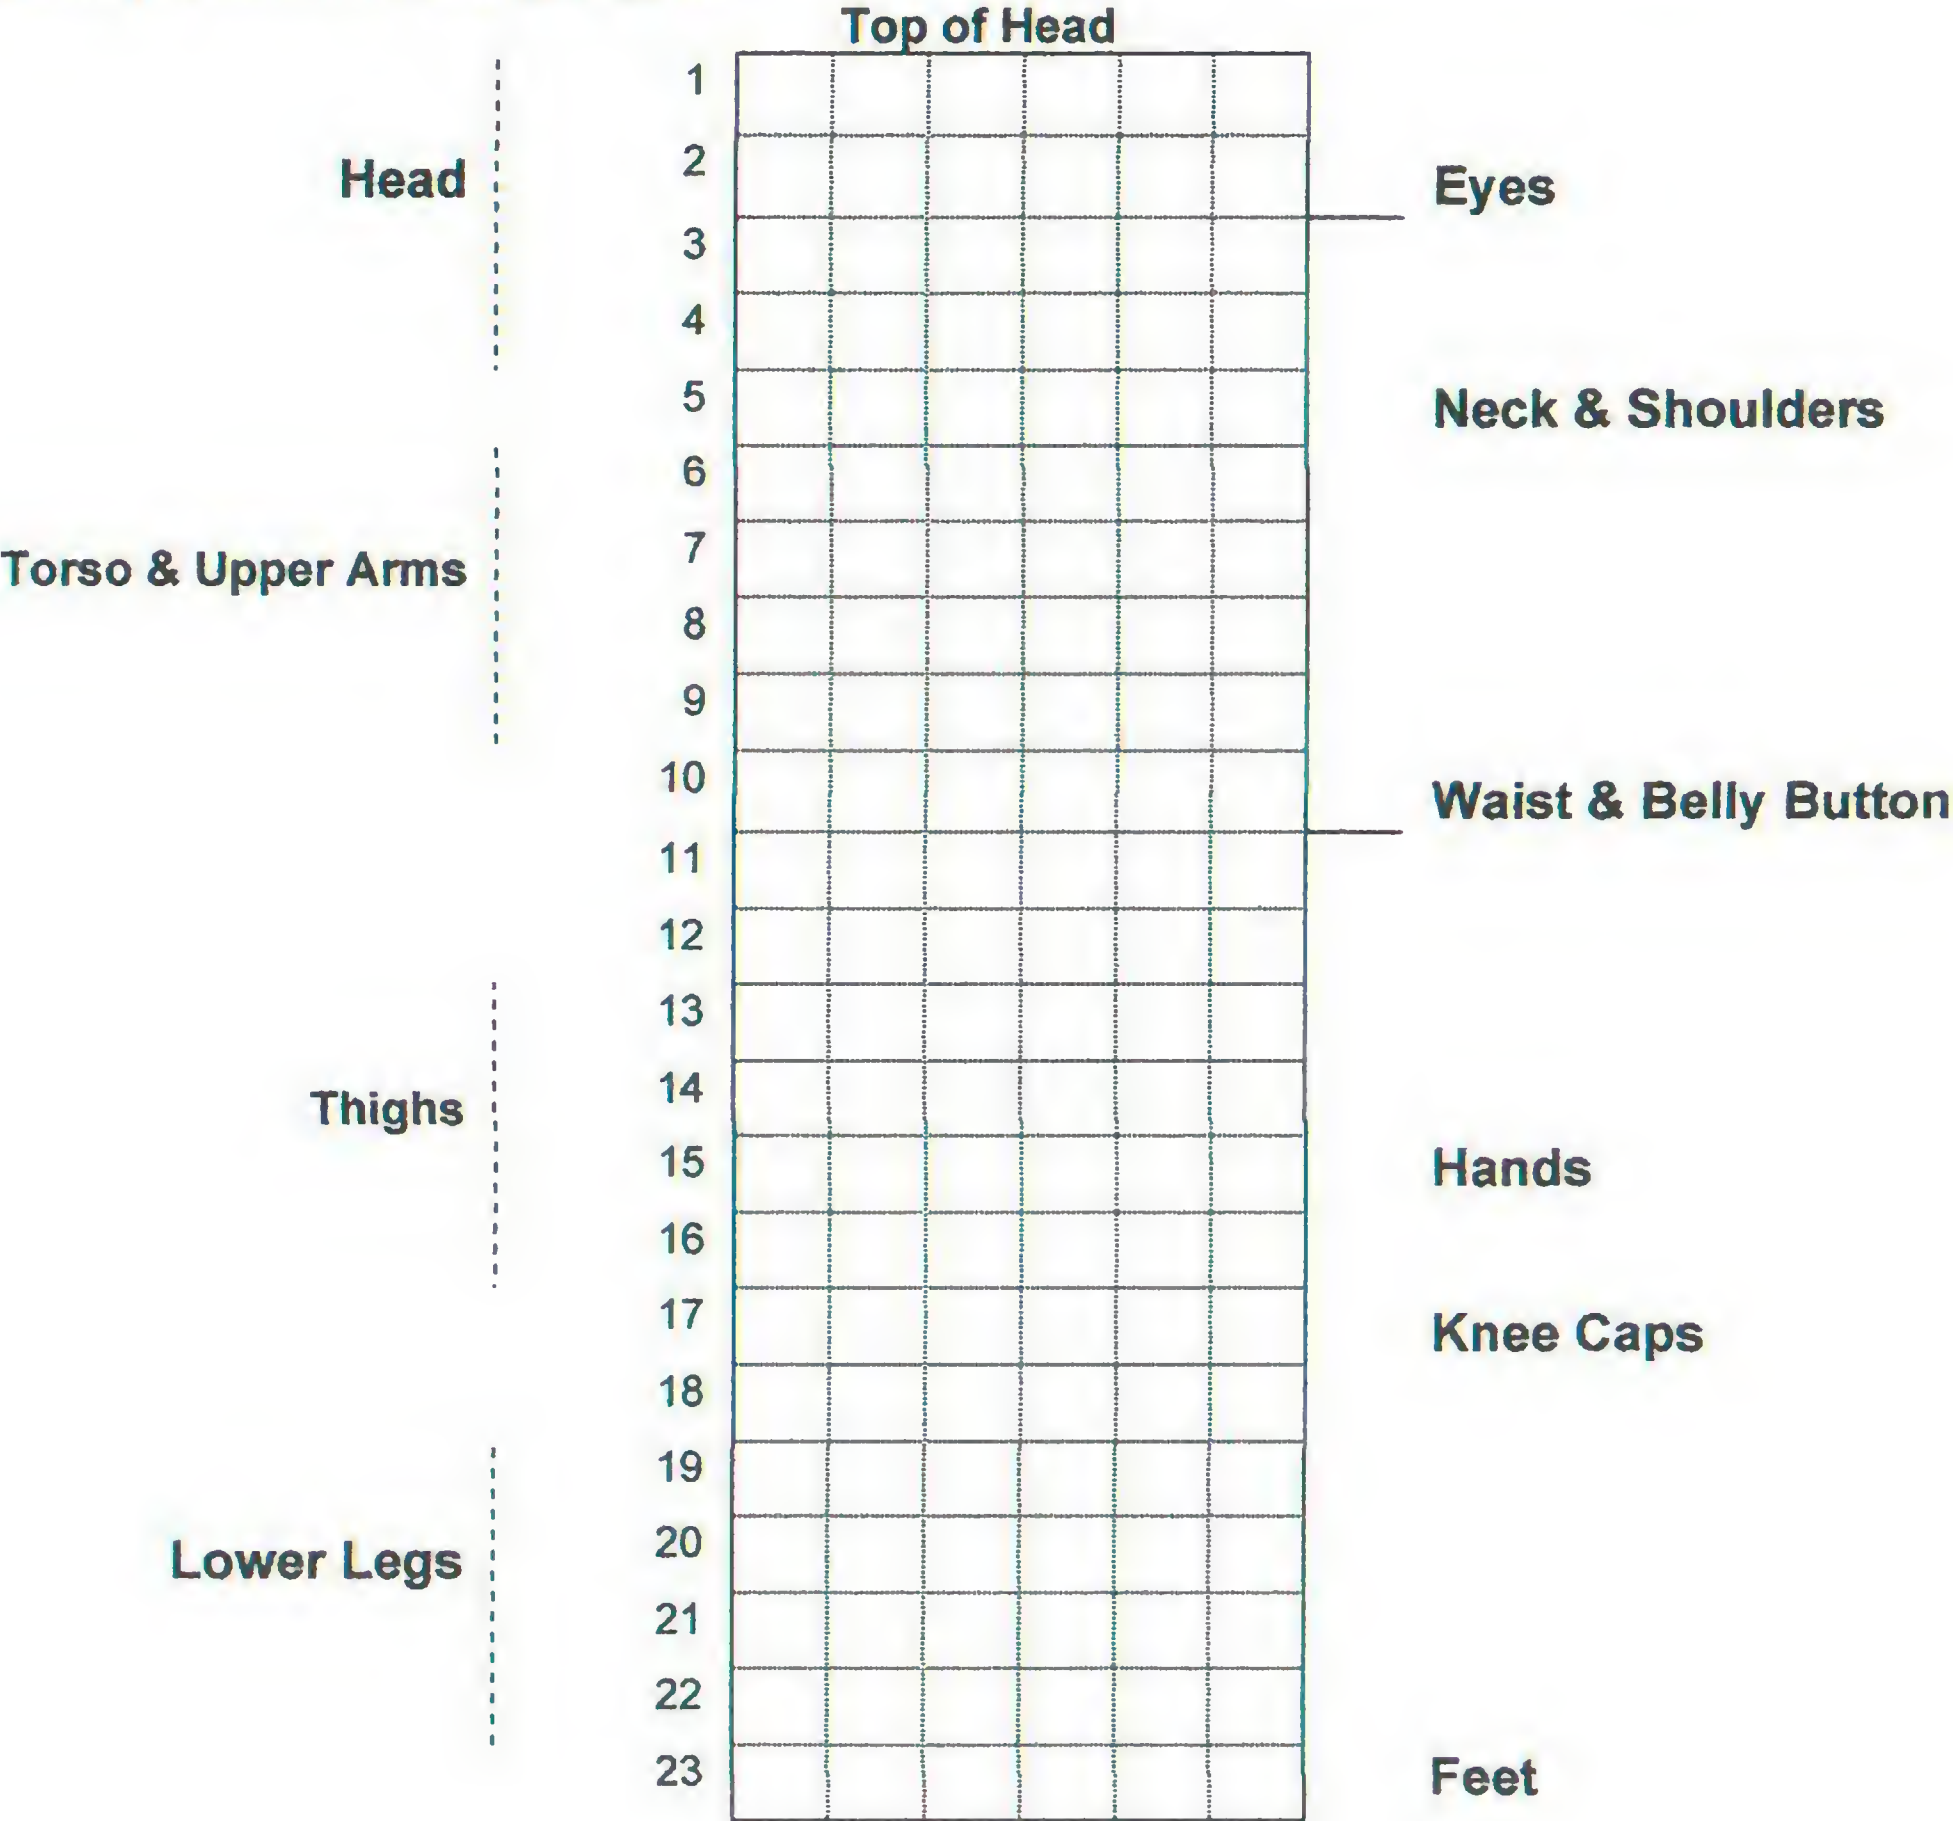 Top of Head
1
2
Head
Eyes
3
4
5
Neck & Shoulders
6
7
Torso & Upper Arms
8
9
10
Waist & Belly Button
11
12
13
14
Thighs
15
Hands
16
17
Knee Caps
18
19
20
Lower Legs
21
22
23
Feet